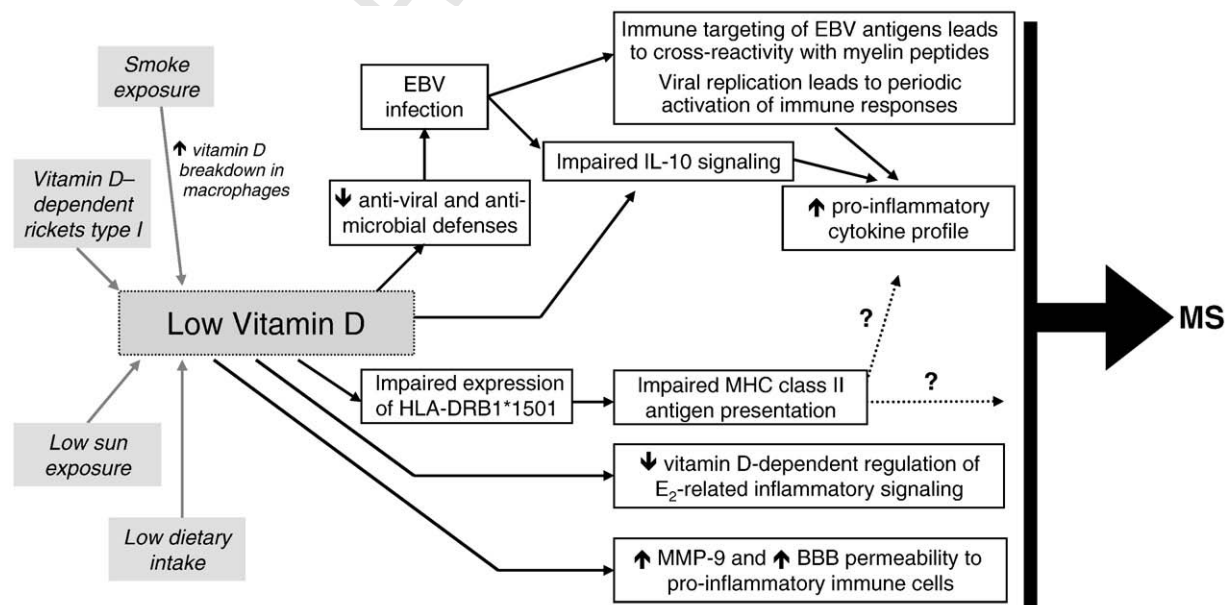 Smoke
exposure
↑ vitamin D
breakdown in
macrophages
Vitamin D–
dependent
rickets type I
Low Vitamin D
Low sun
exposure
Low dietary
intake
EBV
infection
↓ anti-viral and anti-
microbial defenses
Immune targeting of EBV antigens leads
to cross-reactivity with myelin peptides
Viral replication leads to periodic
activation of immune responses
Impaired IL-10 signaling
↑ pro-inflammatory
cytokine profile
?
?
Impaired expression
of HLA-DRB1*1501
Impaired MHC class II
antigen presentation
↓ vitamin D-dependent regulation of
E₂-related inflammatory signaling
↑ MMP-9 and ↑ BBB permeability to
pro-inflammatory immune cells
MS